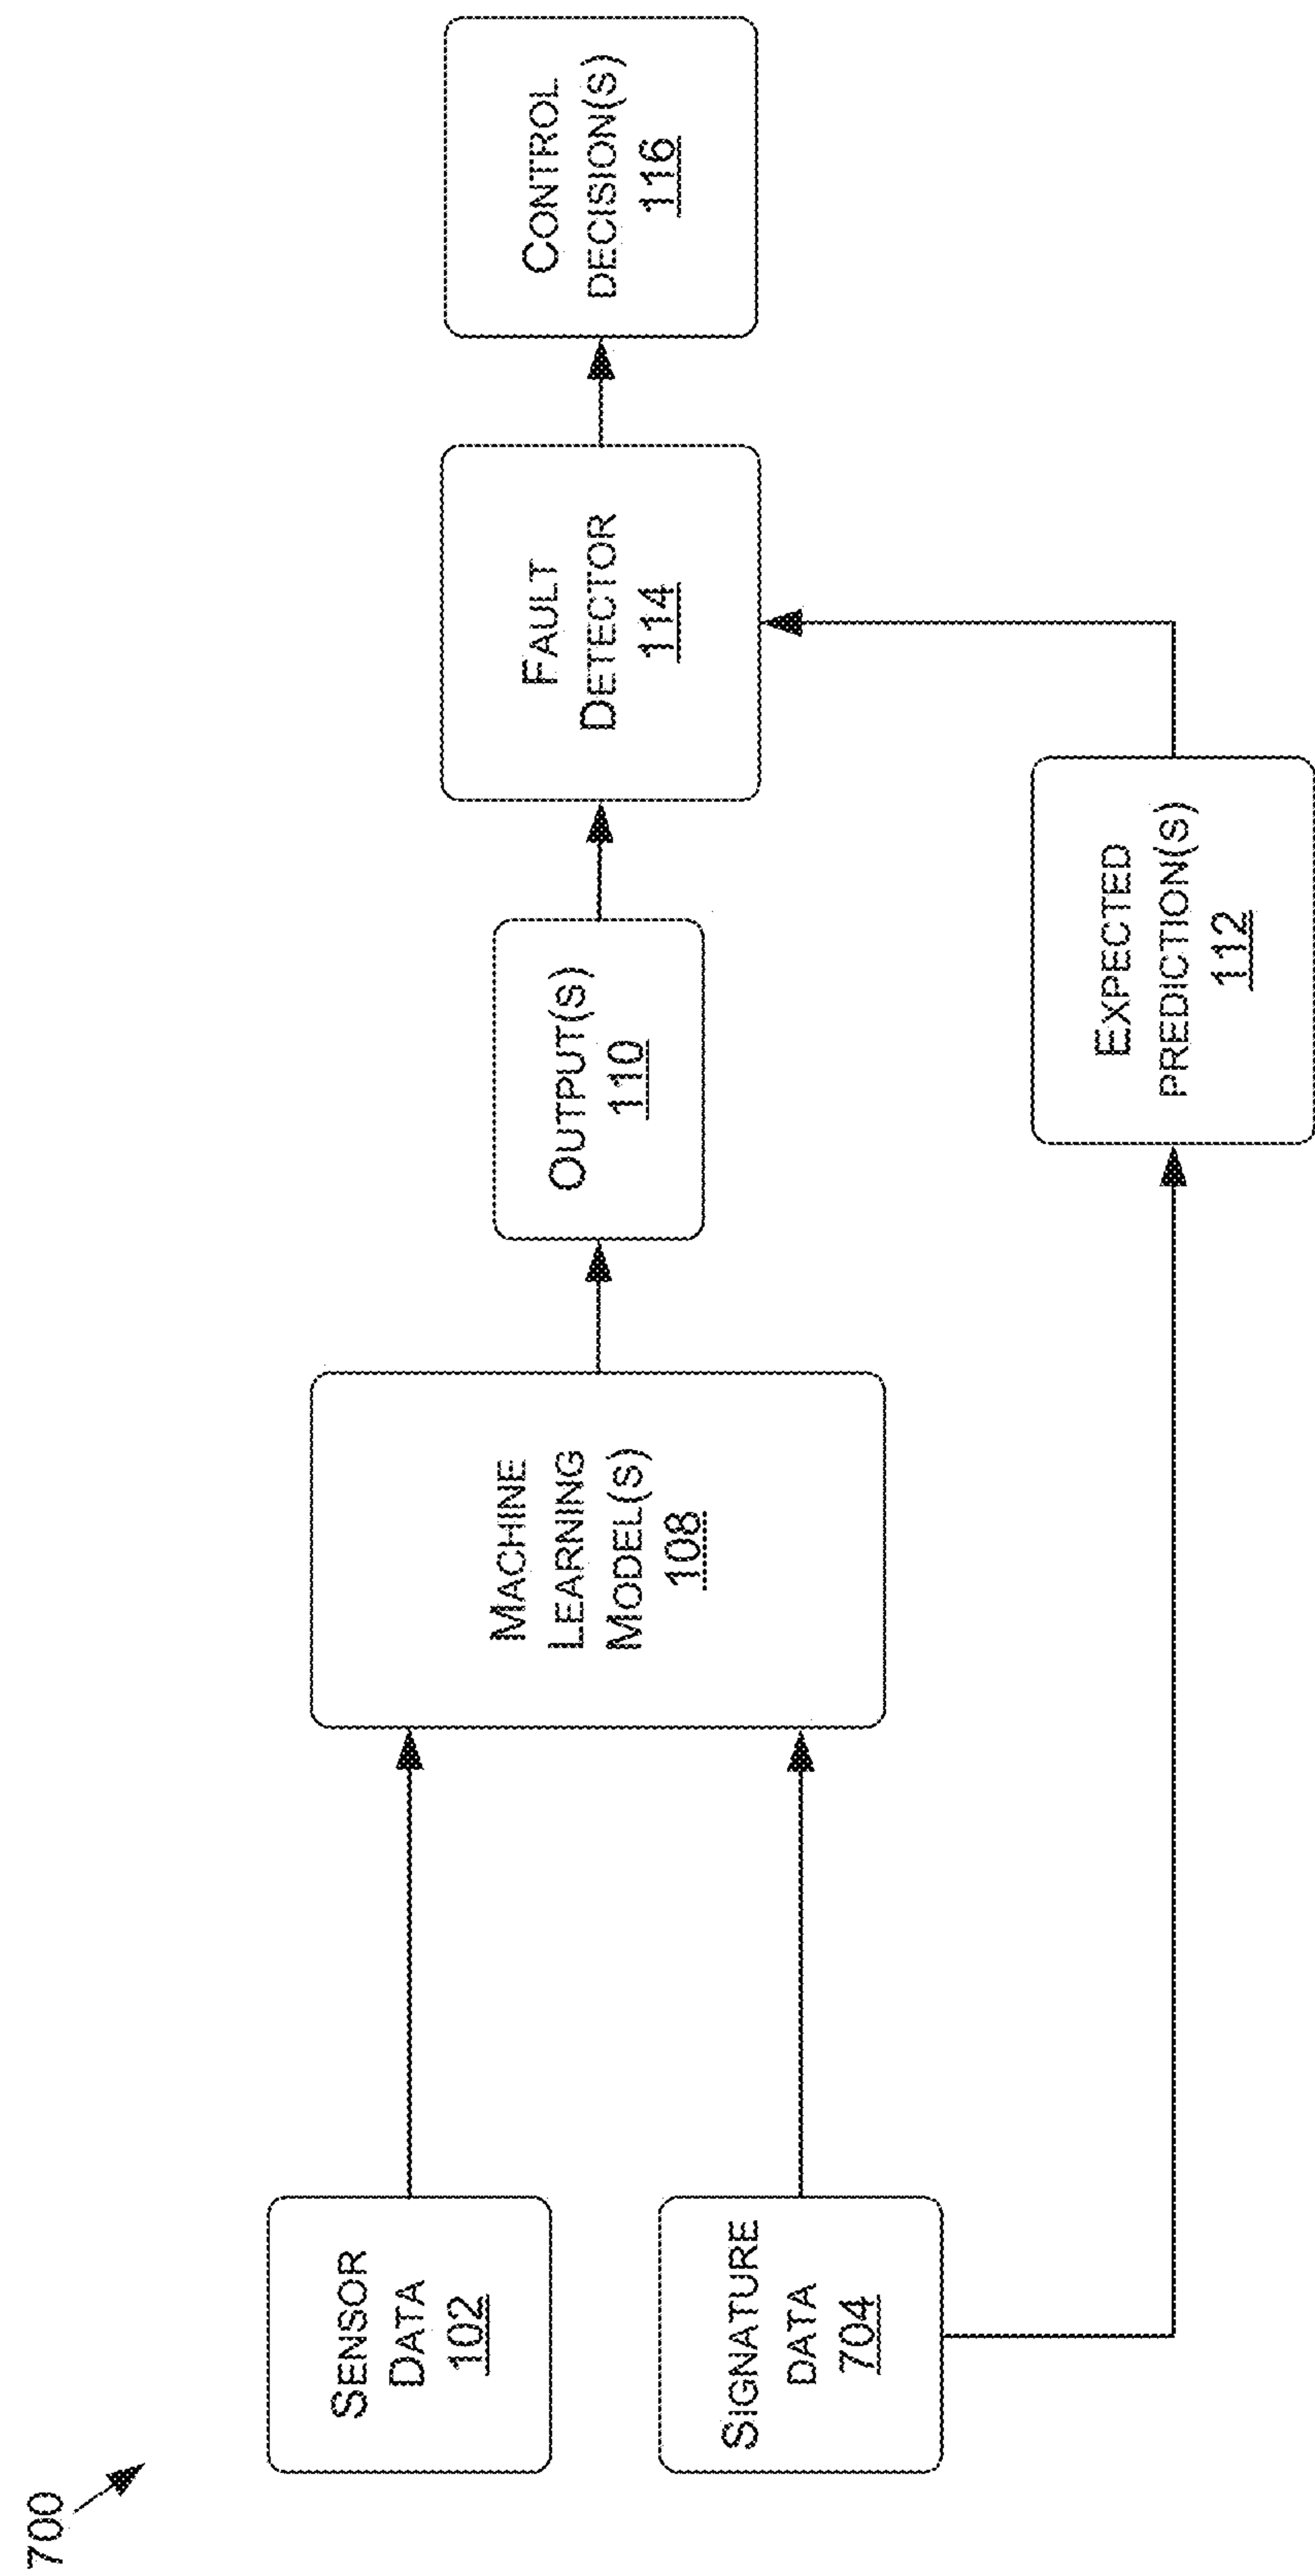 700
SENSOR
DATA
102
SIGNATURE
DATA
704
MACHINE
LEARNING
MODEL(S)
108
OUTPUT(S)
110
EXPECTED
PREDICTION(S)
112
FAULT
DETECTOR
114
CONTROL
DECISION(S)
116